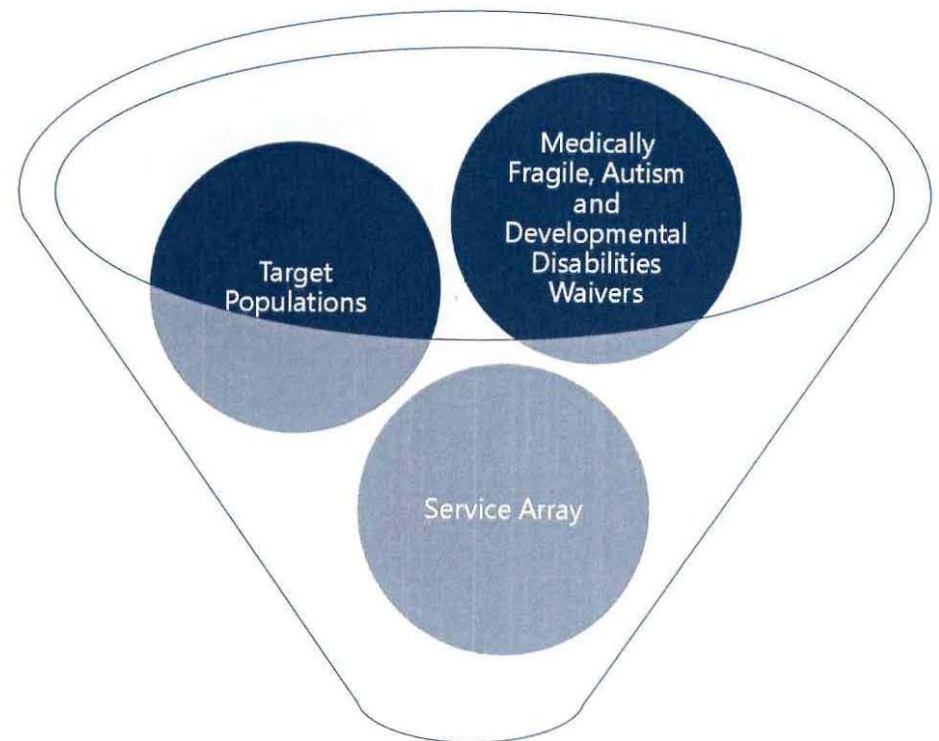 Medically
Fragile, Autism
and
Developmental
Disabilities
Waivers
Target
Populations
Service Array